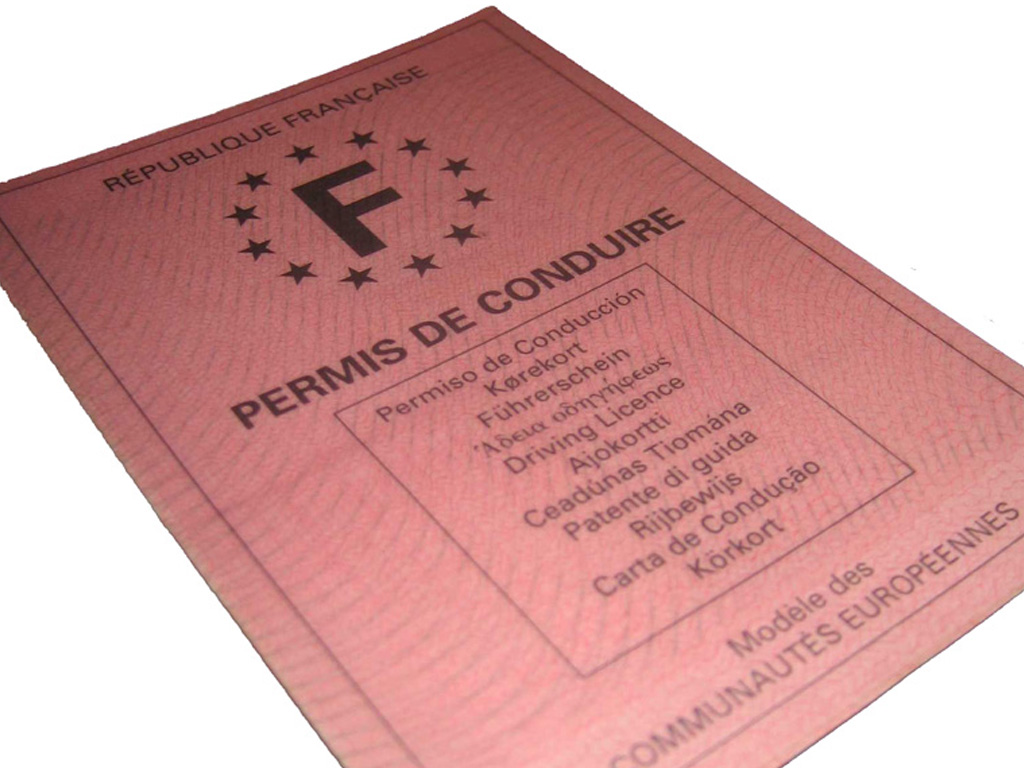 RÉPUBLIQUE FRANÇAISE
F
PERMIS DE CONDUIRE
Permiso de Conducción
Kørekort
Führerschein
Ἄδεια οδηγήσεως
Driving Licence
Ajokortti
Ceadúnas Tiomána
Patente di guida
Rijbewijs
Carta de Condução
Körkort
Modèle des
COMMUNAUTÉS EUROPÉENNES